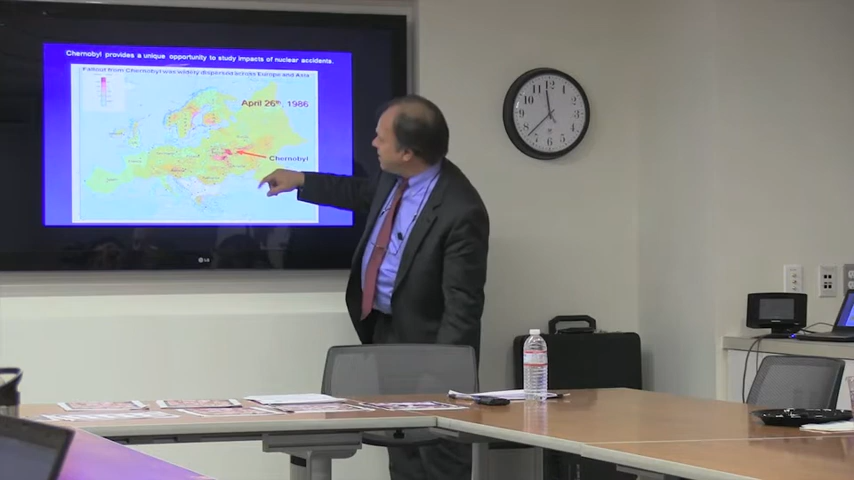 Chernobyl provides a unique opportunity to study impacts of nuclear accidents.
Fallout from Chernobyl was widely dispersed across Europe and Asia
April 26th, 1986
Chernobyl
LG